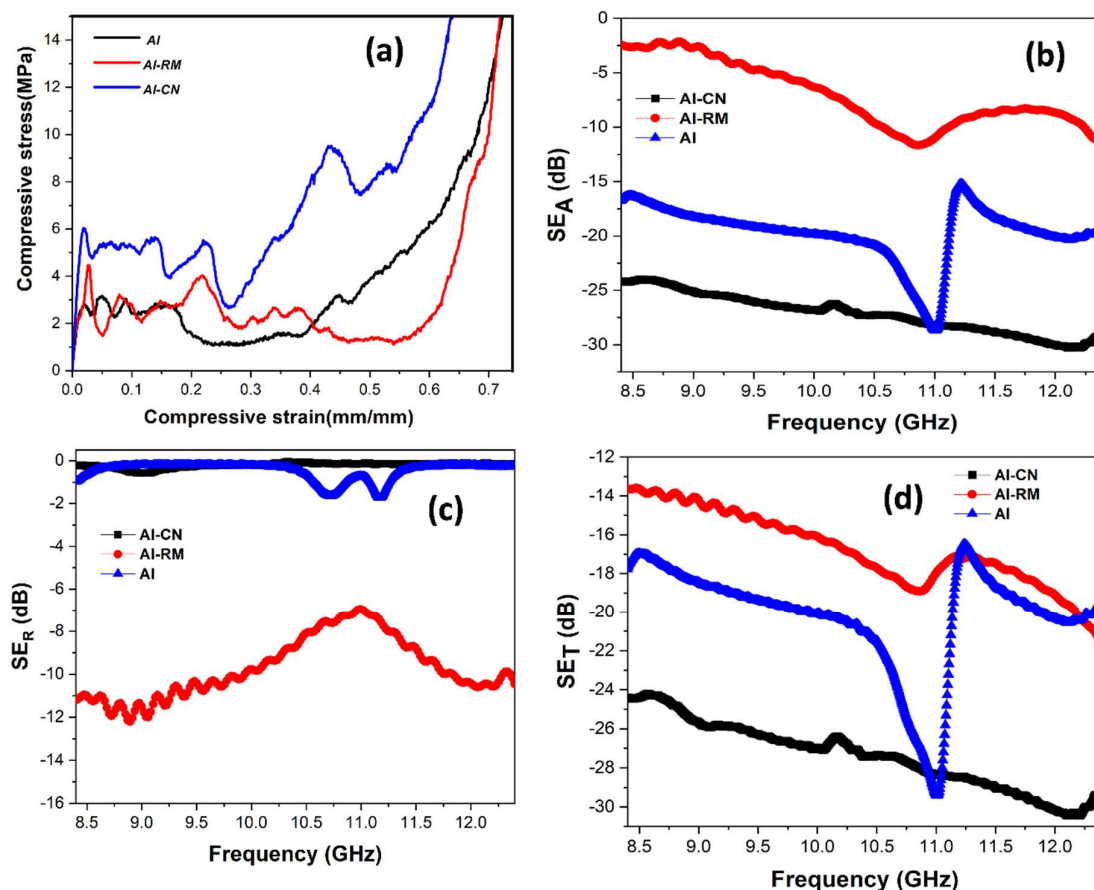 Al
Al-RM
Al-CN
(a)
Compressive stress(MPa)
14
12
10
8
6
4
2
0
0.0 0.1 0.2 0.3 0.4 0.5 0.6 0.7
Compressive strain(mm/mm)
(b)
Al-CN
Al-RM
Al
SEA (dB)
0
-5
-10
-15
-20
-25
-30
8.5 9.0 9.5 10.0 10.5 11.0 11.5 12.0
Frequency (GHz)
(c)
Al-CN
Al-RM
Al
SER (dB)
0
-2
-4
-6
-8
-10
-12
-14
-16
8.5 9.0 9.5 10.0 10.5 11.0 11.5 12.0
Frequency (GHz)
(d)
Al-CN
Al-RM
Al
SET (dB)
-12
-14
-16
-18
-20
-22
-24
-26
-28
-30
8.5 9.0 9.5 10.0 10.5 11.0 11.5 12.0
Frequency (GHz)